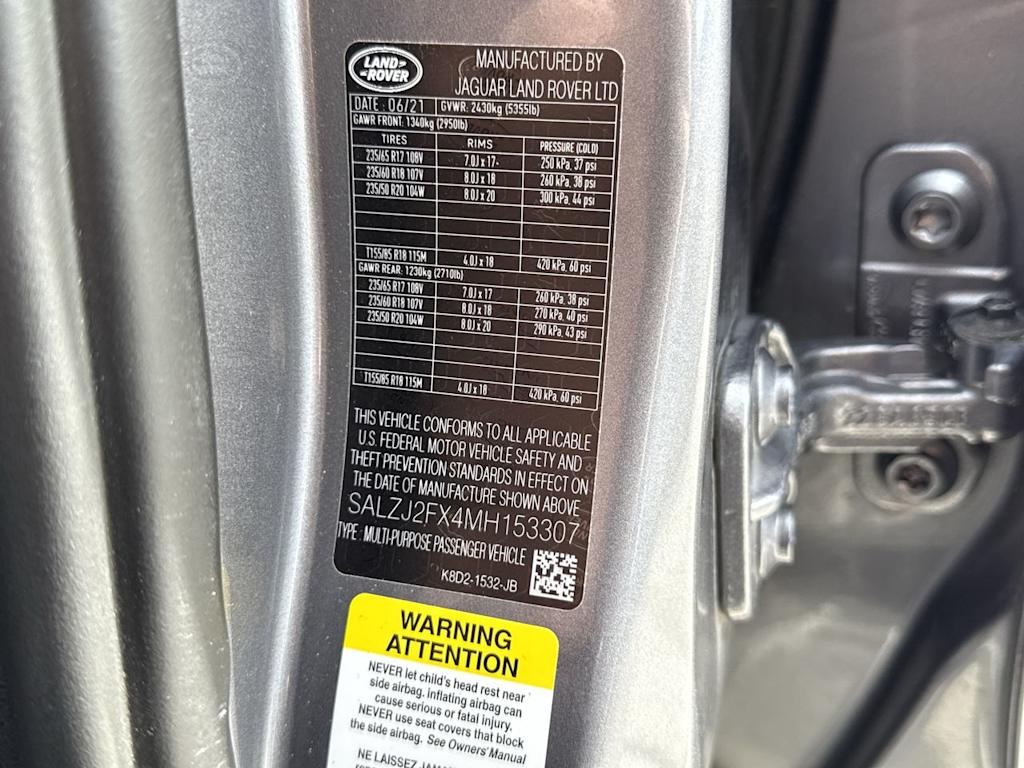 LAND ROVER
MANUFACTURED BY
JAGUAR LAND ROVER LTD
DATE: 06/21 GVWR: 2430kg (5355lb)
GAWR FRONT: 1340kg (2950lb)
TIRES RIMS PRESSURE (COLD)
235/65 R17 108V 7.0J x 17 250 kPa, 37 psi
235/60 R18 107V 8.0J x 18 260 kPa, 38 psi
235/50 R20 104W 8.0J x 20 300 kPa, 44 psi
T155/85 R18 115M 4.0J x 18 420 kPa, 60 psi
GAWR REAR: 1230kg (2710lb)
235/65 R17 108V 7.0J x 17 260 kPa, 38 psi
235/60 R18 107V 8.0J x 18 270 kPa, 40 psi
235/50 R20 104W 8.0J x 20 290 kPa, 43 psi
T155/85 R18 115M 4.0J x 18 420 kPa, 60 psi
THIS VEHICLE CONFORMS TO ALL APPLICABLE
U.S. FEDERAL MOTOR VEHICLE SAFETY AND
THEFT PREVENTION STANDARDS IN EFFECT ON
THE DATE OF MANUFACTURE SHOWN ABOVE
SALZJ2FX4MH153307
TYPE: MULTI-PURPOSE PASSENGER VEHICLE
K8D2-1532-JB
WARNING
ATTENTION
NEVER let child's head rest near
side airbag, inflating airbag can
cause serious or fatal injury.
NEVER use seat covers that block
the side airbag. See Owners' Manual
NE LAISSEZ